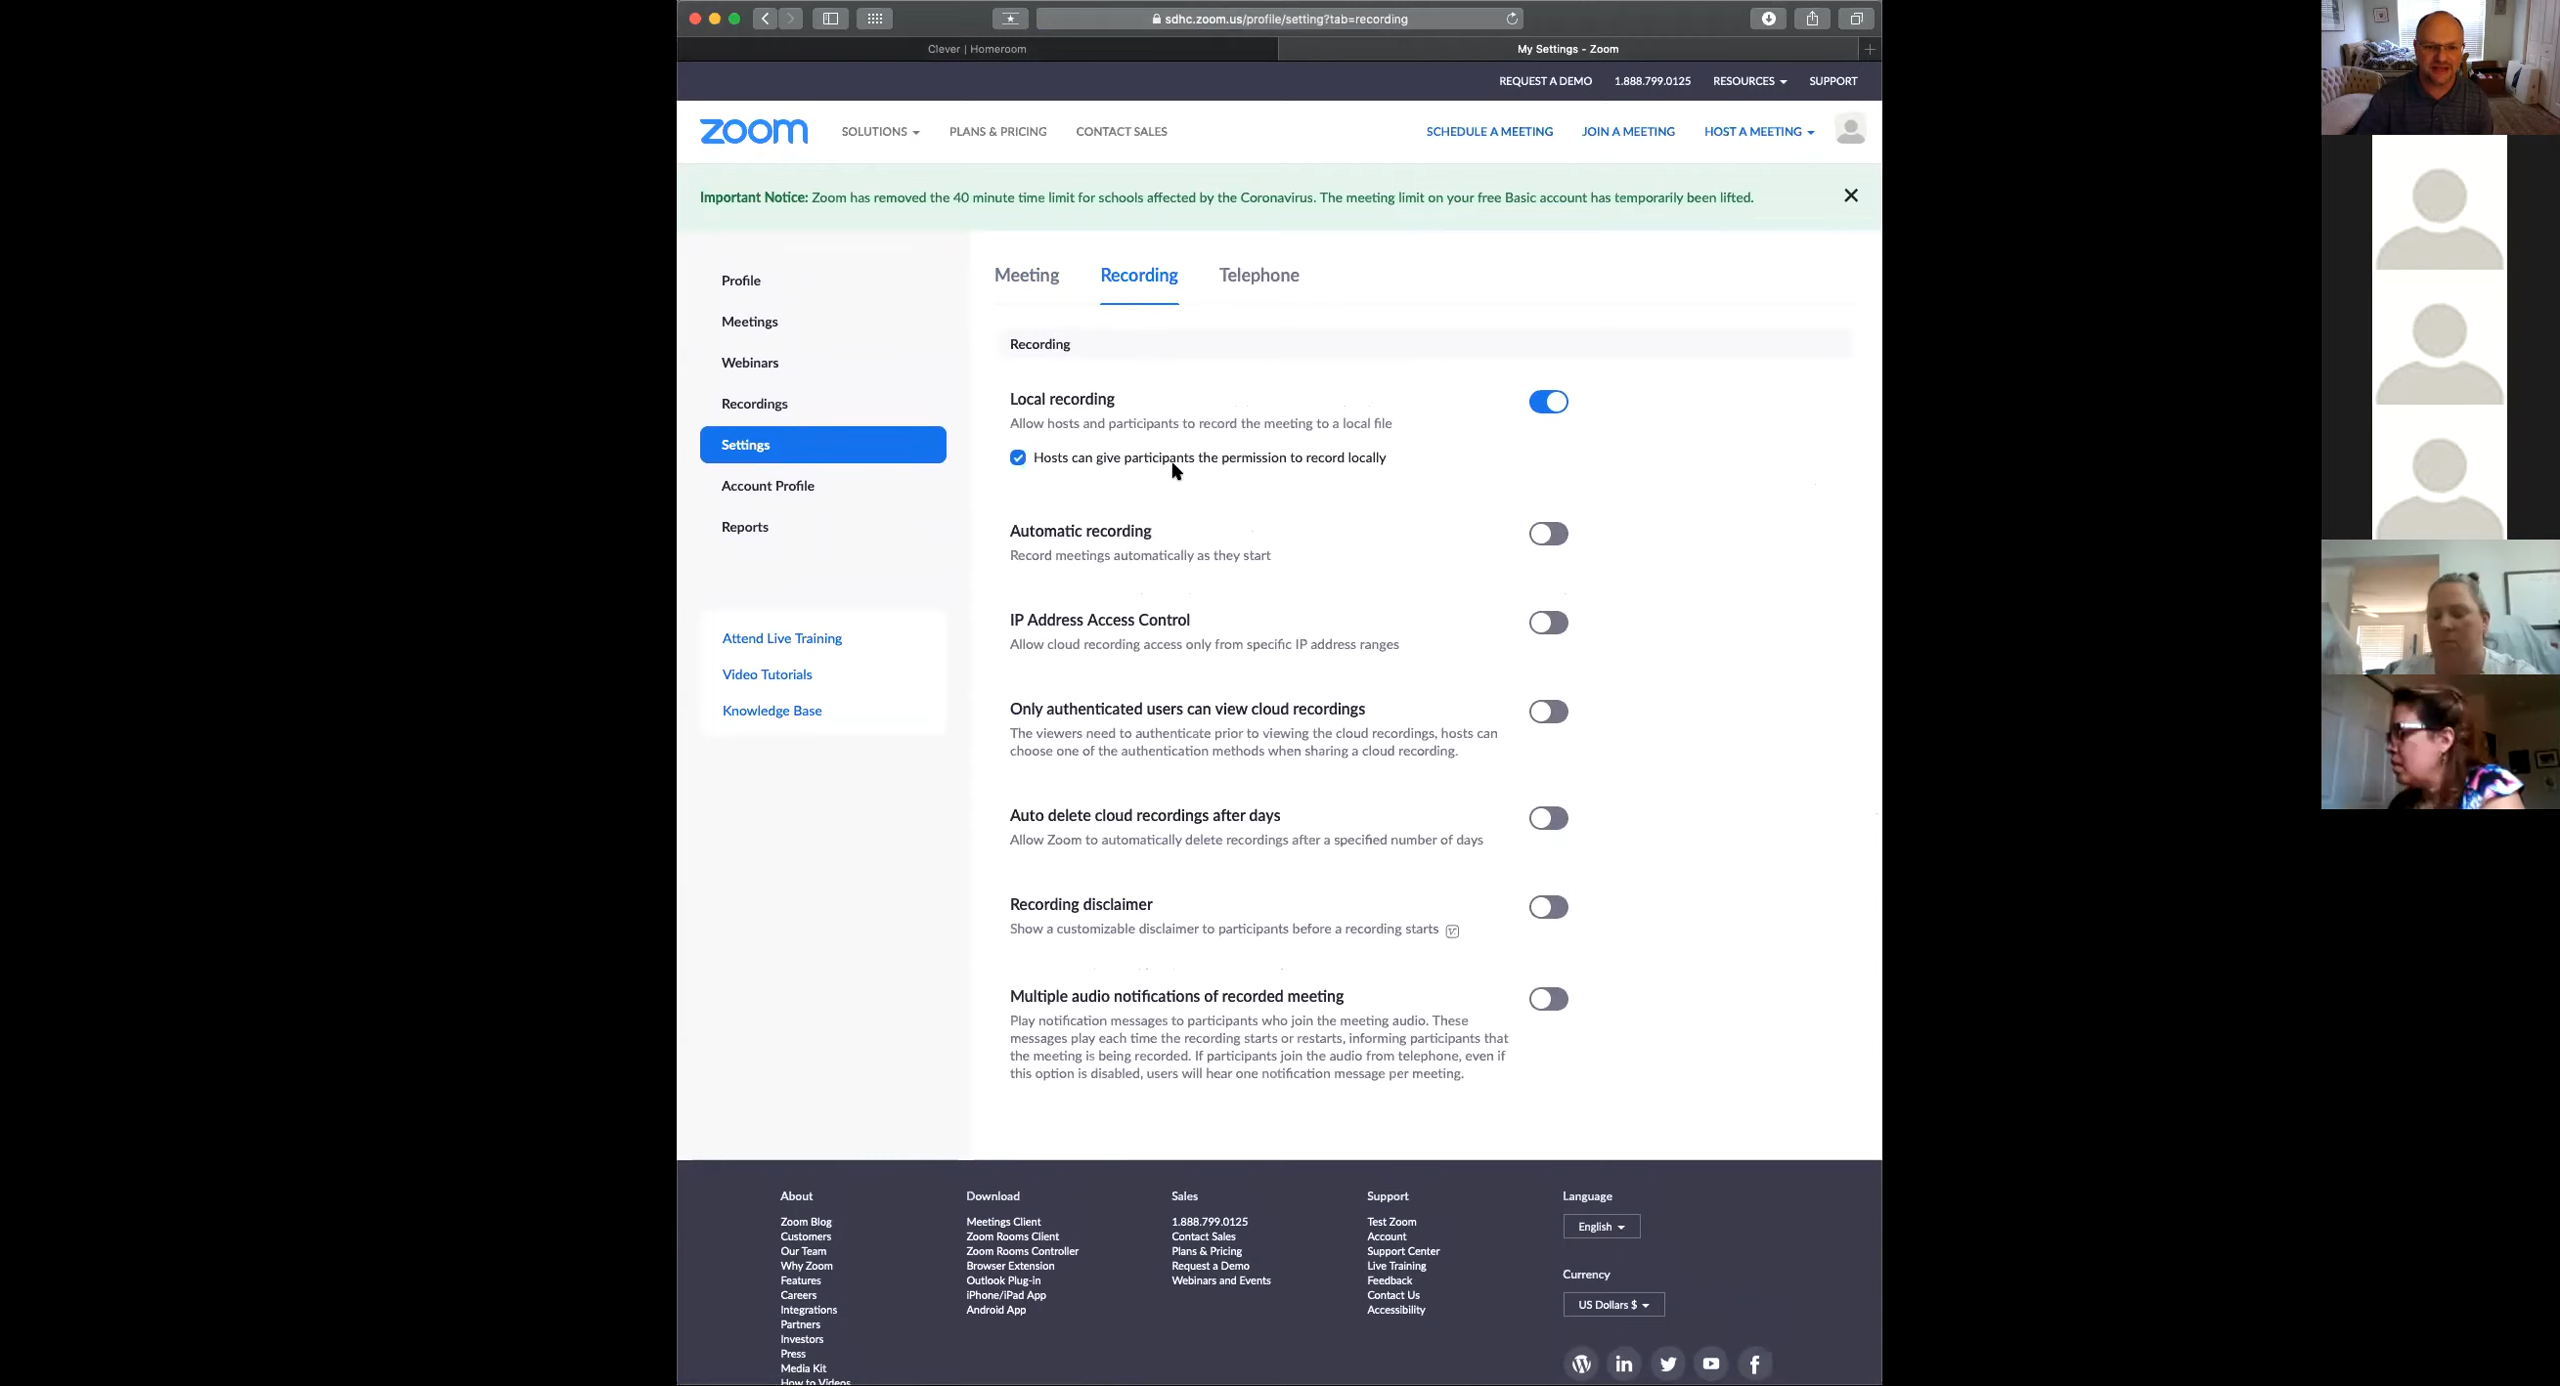 sdhc.zoom.us/profile/setting?tab=recording
Clever | Homeroom
My Settings - Zoom
REQUEST A DEMO
1.888.799.0125
RESOURCES
SUPPORT
zoom
SOLUTIONS
PLANS & PRICING
CONTACT SALES
SCHEDULE A MEETING
JOIN A MEETING
HOST A MEETING
Important Notice: Zoom has removed the 40 minute time limit for schools affected by the Coronavirus. The meeting limit on your free Basic account has temporarily been lifted.
Profile
Meetings
Webinars
Recordings
Settings
Account Profile
Reports
Attend Live Training
Video Tutorials
Knowledge Base
Meeting
Recording
Telephone
Recording
Local recording
Allow hosts and participants to record the meeting to a local file
Hosts can give participants the permission to record locally
Automatic recording
Record meetings automatically as they start
IP Address Access Control
Allow cloud recording access only from specific IP address ranges
Only authenticated users can view cloud recordings
The viewers need to authenticate prior to viewing the cloud recordings, hosts can
choose one of the authentication methods when sharing a cloud recording.
Auto delete cloud recordings after days
Allow Zoom to automatically delete recordings after a specified number of days
Recording disclaimer
Show a customizable disclaimer to participants before a recording starts
Multiple audio notifications of recorded meeting
Play notification messages to participants who join the meeting audio. These
messages play each time the recording starts or restarts, informing participants that
the meeting is being recorded. If participants join the audio from telephone, even if
this option is disabled, users will hear one notification message per meeting.
About
Zoom Blog
Customers
Our Team
Why Zoom
Features
Careers
Integrations
Partners
Investors
Press
Media Kit
How to Videos
Download
Meetings Client
Zoom Rooms Client
Zoom Rooms Controller
Browser Extension
Outlook Plug-in
iPhone/iPad App
Android App
Sales
1.888.799.0125
Contact Sales
Plans & Pricing
Request a Demo
Webinars and Events
Support
Test Zoom
Account
Support Center
Live Training
Feedback
Contact Us
Accessibility
Language
English
Currency
US Dollars $